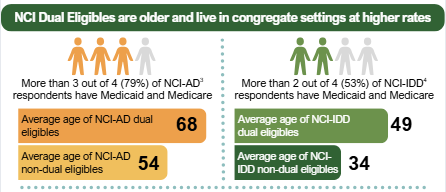 NCI Dual Eligibles are older and live in congregate settings at higher rates
More than 3 out of 4 (79%) of NCI-AD³
respondents have Medicaid and Medicare
Average age of NCI-AD dual
eligibles
68
Average age of NCI-AD
non-dual eligibles
54
More than 2 out of 4 (53%) of NCI-IDD⁴
respondents have Medicaid and Medicare
Average age of NCI-IDD
dual eligibles
49
Average age of NCI-
IDD non-dual eligibles
34